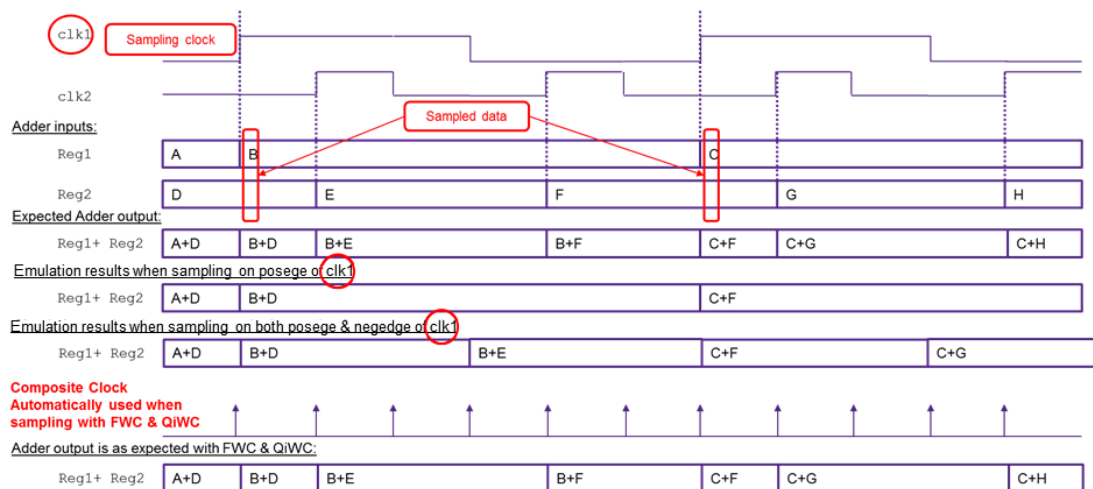 clk1 Sampling clock
clk2
Sampled data
Adder inputs:
Reg1 A B C
Reg2 D E F G H
Expected Adder output:
Reg1+ Reg2 A+D B+D B+E B+F C+F C+G C+H
Emulation results when sampling on posege of clk1
Reg1+ Reg2 A+D B+D C+F
Emulation results when sampling on both posege & negedge of clk1
Reg1+ Reg2 A+D B+D B+E C+F C+G
Composite Clock
Automatically used when
sampling with FWC & QiWC
Adder output is as expected with FWC & QiWC:
Reg1+ Reg2 A+D B+D B+E B+F C+F C+G C+H